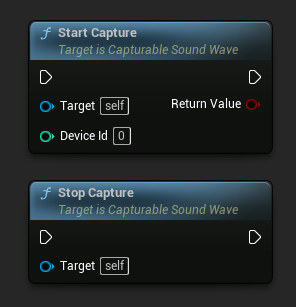 f Start Capture
Target is Capturable Sound Wave
Target self Return Value
Device Id 0
f Stop Capture
Target is Capturable Sound Wave
Target self